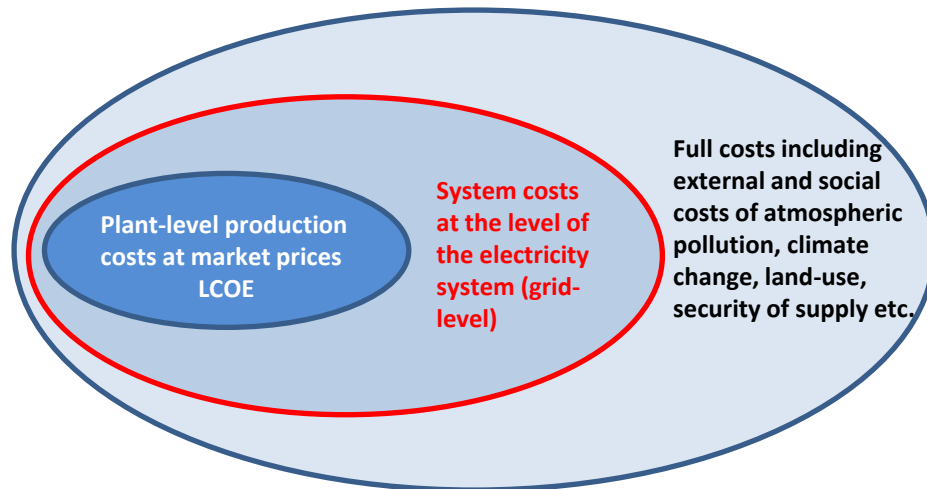 Plant-level production
costs at market prices
LCOE
System costs
at the level of
the electricity
system (grid-
level)
Full costs including
external and social
costs of atmospheric
pollution, climate
change, land-use,
security of supply etc.